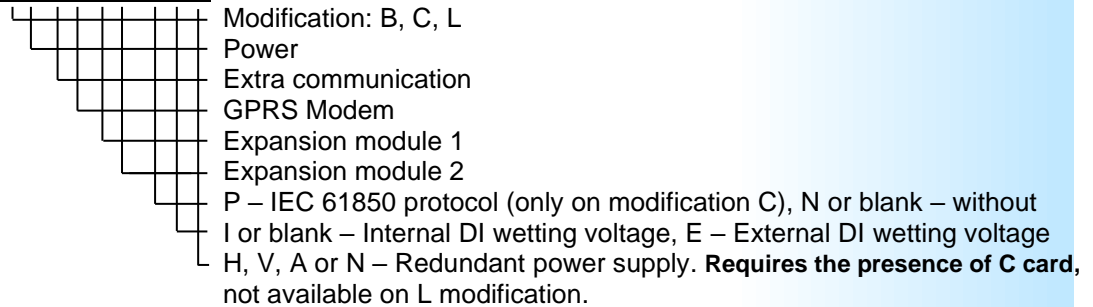 Modification: B, C, L
Power
Extra communication
GPRS Modem
Expansion module 1
Expansion module 2
P – IEC 61850 protocol (only on modification C), N or blank – without
I or blank – Internal DI wetting voltage, E – External DI wetting voltage
H, V, A or N – Redundant power supply. Requires the presence of C card,
not available on L modification.